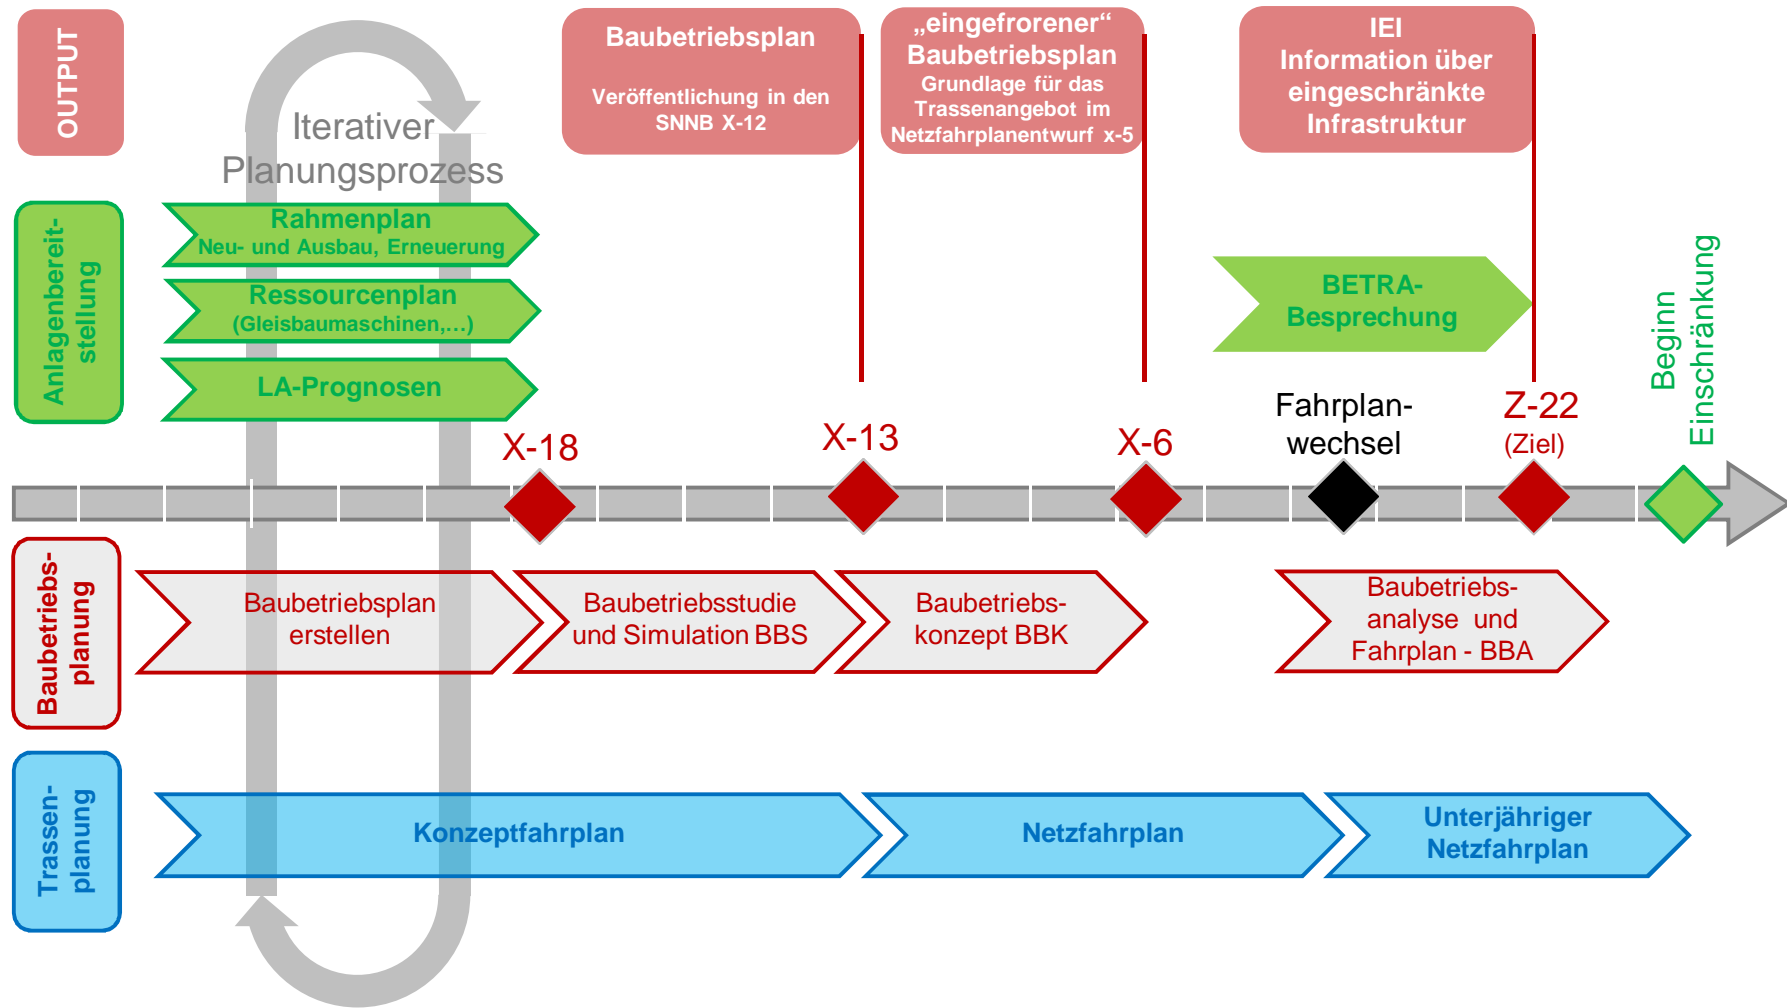 OUTPUT
Iterativer
Planungsprozess
Baubetriebsplan
Veröffentlichung in den
SNNB X-12
„eingefrorener“
Baubetriebsplan
Grundlage für das
Trassenangebot im
Netzfahrplanentwurf x-5
IEI
Information über
eingeschränkte
Infrastruktur
Anlagenbereit-
stellung
Rahmenplan
Neu- und Ausbau, Erneuerung
Ressourcenplan
(Gleisbaumaschinen,…)
LA-Prognosen
BETRA-
Besprechung
Beginn
Einschränkung
X-18
X-13
X-6
Fahrplan-
wechsel
Z-22
(Ziel)
Baubetriebs-
planung
Baubetriebsplan
erstellen
Baubetriebsstudie
und Simulation BBS
Baubetriebs-
konzept BBK
Baubetriebs-
analyse und
Fahrplan - BBA
Trassen-
planung
Konzeptfahrplan
Netzfahrplan
Unterjähriger
Netzfahrplan